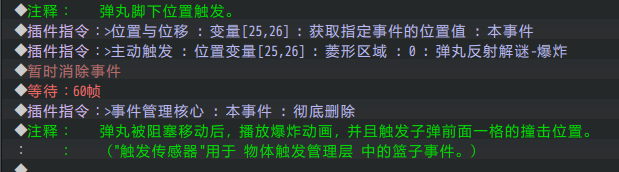 ◆注释： 弹丸脚下位置触发。
◆插件指令：>位置与位移 : 变量[25,26] : 获取指定事件的位置值 : 本事件
◆插件指令：>主动触发 : 位置变量[25,26] : 菱形区域 : 0 : 弹丸反射解谜-爆炸
◆暂时消除事件
◆等待：60帧
◆插件指令：>事件管理核心 : 本事件 : 彻底删除
◆注释： 弹丸被阻塞移动后，播放爆炸动画，并且触发子弹前面一格的撞击位置。
： ： （"触发传感器"用于 物体触发管理层 中的篮子事件。）
◆